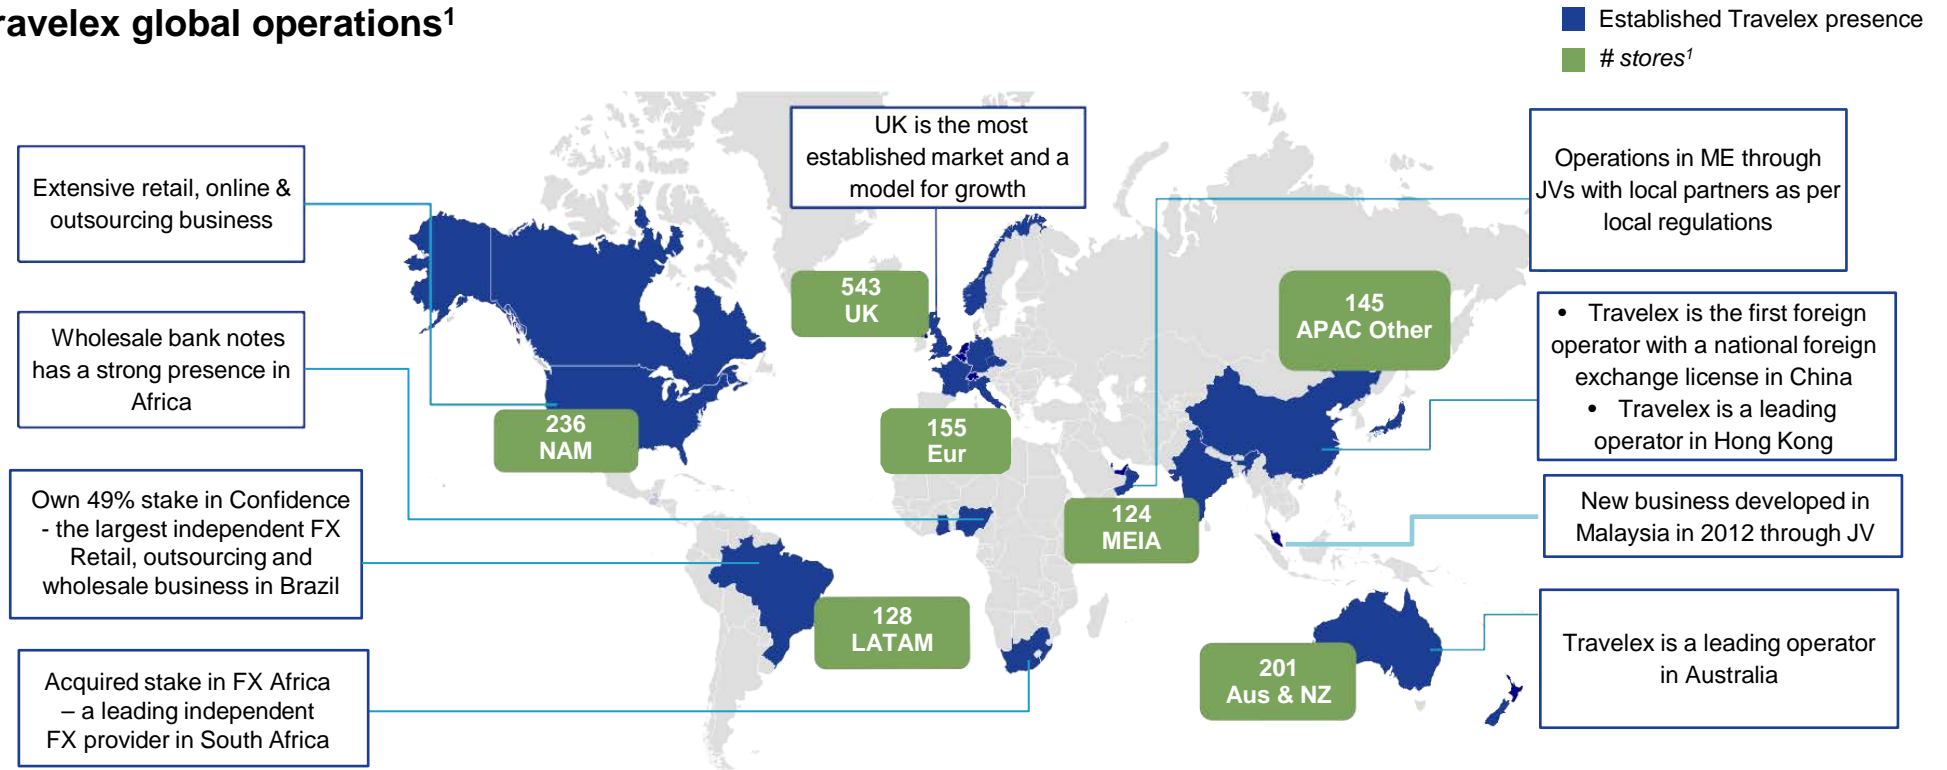 ravelex global operations¹
Established Travelex presence
# stores¹
Extensive retail, online &
outsourcing business
Wholesale bank notes
has a strong presence in
Africa
Own 49% stake in Confidence
- the largest independent FX
Retail, outsourcing and
wholesale business in Brazil
Acquired stake in FX Africa
– a leading independent
FX provider in South Africa
UK is the most
established market and a
model for growth
543
UK
236
NAM
155
Eur
128
LATAM
124
MEIA
145
APAC Other
201
Aus & NZ
Operations in ME through
JVs with local partners as per
local regulations
• Travelex is the first foreign
operator with a national foreign
exchange license in China
• Travelex is a leading
operator in Hong Kong
New business developed in
Malaysia in 2012 through JV
Travelex is a leading operator
in Australia